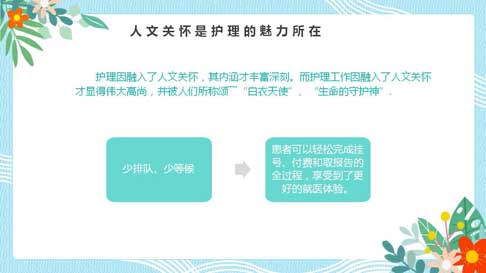 人文关怀是护理的魅力所在
护理因融入了人文关怀，其内涵才丰富深刻。而护理工作因融入了人文关怀
才显得伟大高尚，并被人们所称颂“白衣天使”、“生命的守护神”.
少排队、少等候
患者可以轻松完成挂
号、付费和取报告的
全过程，享受到了更
好的就医体验。